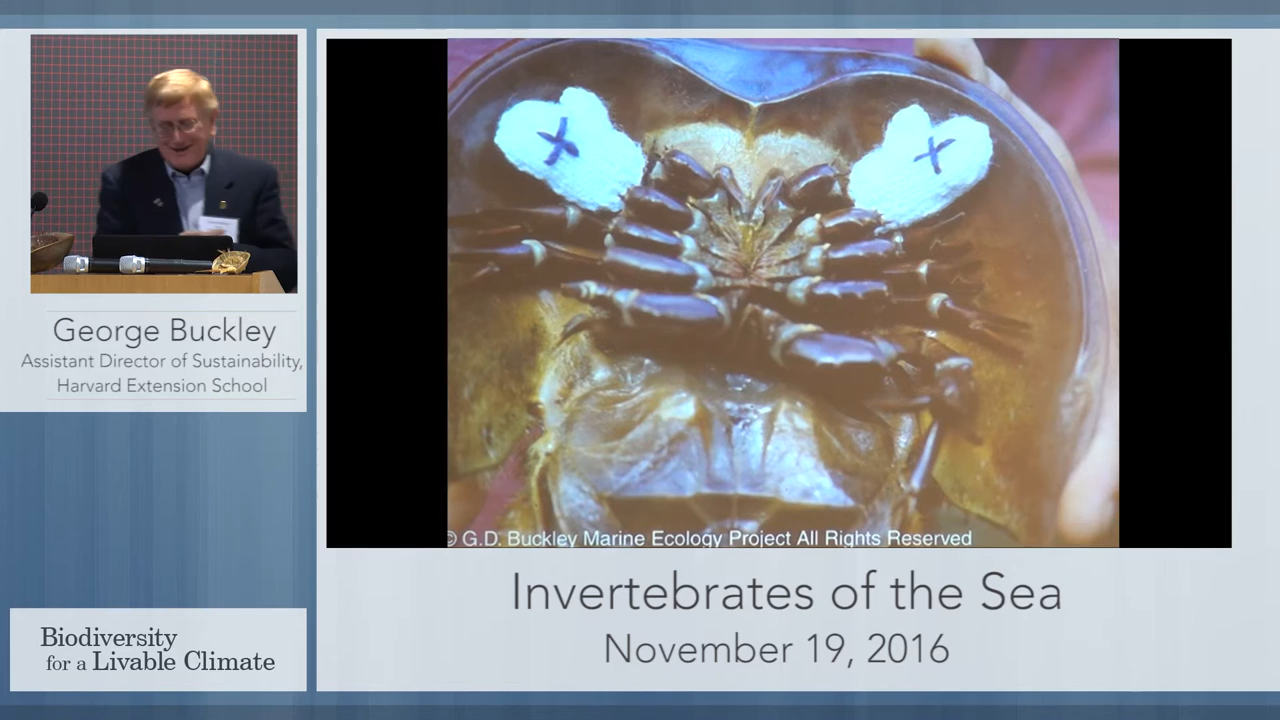 George Buckley
Assistant Director of Sustainability,
Harvard Extension School
X
X
© G.D. Buckley Marine Ecology Project All Rights Reserved
Invertebrates of the Sea
November 19, 2016
Biodiversity
for a Livable Climate